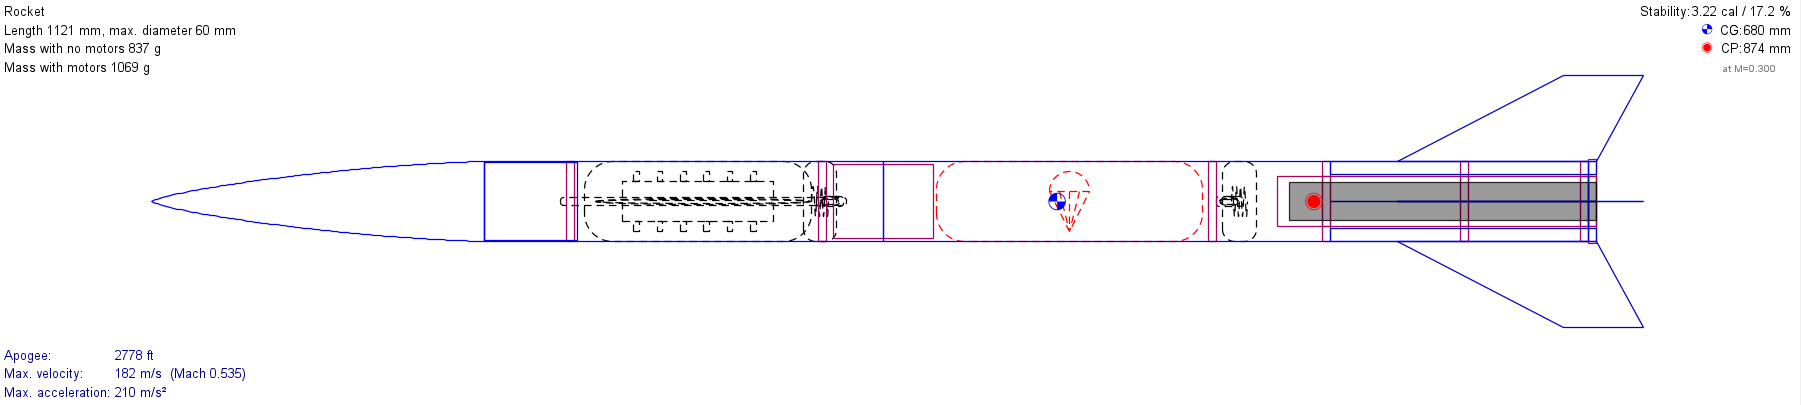 Rocket
Length 1121 mm, max. diameter 60 mm
Mass with no motors 837 g
Mass with motors 1069 g
Stability: 3.22 cal / 17.2 %
CG: 680 mm
CP: 874 mm
at M=0.300
Apogee: 2778 ft
Max. velocity: 182 m/s (Mach 0.535)
Max. acceleration: 210 m/s²